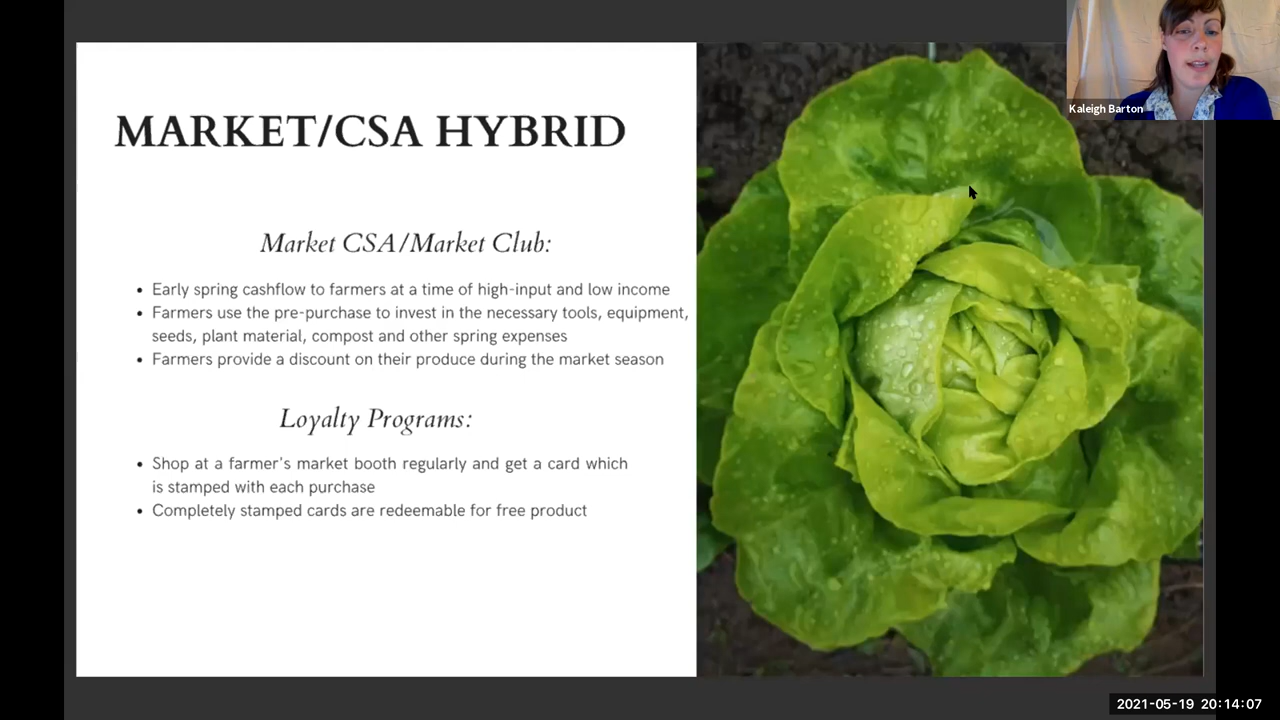 MARKET/CSA HYBRID
Market CSA/Market Club:
• Early spring cashflow to farmers at a time of high-input and low income
• Farmers use the pre-purchase to invest in the necessary tools, equipment,
seeds, plant material, compost and other spring expenses
• Farmers provide a discount on their produce during the market season
Loyalty Programs:
• Shop at a farmer's market booth regularly and get a card which
is stamped with each purchase
• Completely stamped cards are redeemable for free product
Kaleigh Barton
2021-05-19 20:14:07